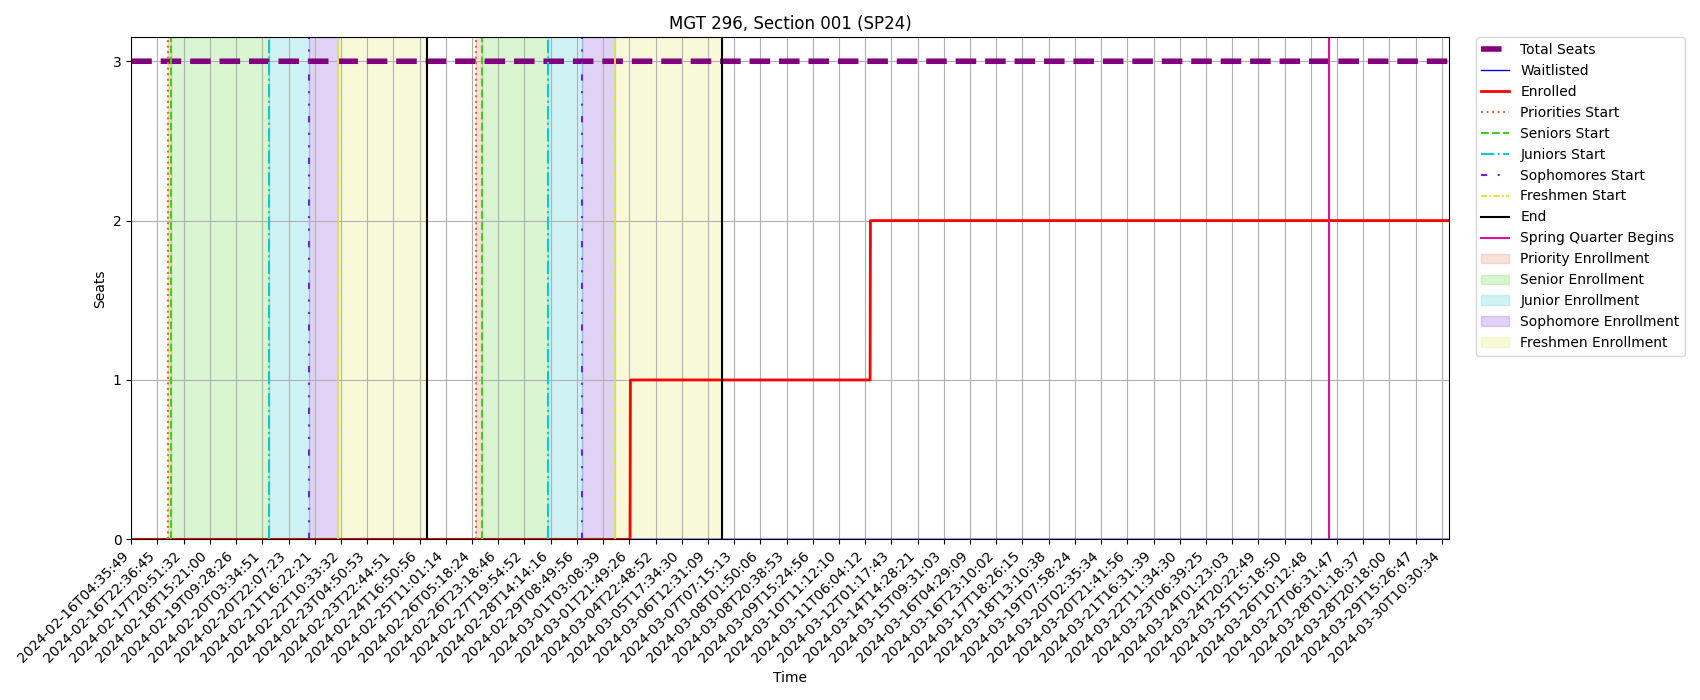 MGT 296, Section 001 (SP24)
Seats
3
2
1
0
2024-02-16T04:35:49
2024-02-16T22:36:45
2024-02-17T20:51:32
2024-02-18T15:21:00
2024-02-19T09:28:26
2024-02-20T03:34:51
2024-02-20T22:07:23
2024-02-21T16:22:21
2024-02-22T10:33:32
2024-02-23T04:50:53
2024-02-23T22:44:51
2024-02-24T16:50:56
2024-02-25T11:01:14
2024-02-26T05:18:24
2024-02-26T23:18:46
2024-02-27T19:54:52
2024-02-28T14:14:16
2024-02-29T08:49:56
2024-03-01T03:08:39
2024-03-01T21:49:26
2024-03-04T22:48:52
2024-03-05T17:34:30
2024-03-06T12:31:09
2024-03-07T07:15:13
2024-03-08T01:50:06
2024-03-08T20:38:53
2024-03-09T15:24:56
2024-03-10T11:12:10
2024-03-11T06:04:12
2024-03-12T01:17:43
2024-03-14T14:28:21
2024-03-15T09:31:03
2024-03-16T04:29:09
2024-03-16T23:10:02
2024-03-17T18:26:15
2024-03-18T13:10:38
2024-03-19T07:58:24
2024-03-20T02:35:34
2024-03-20T21:41:56
2024-03-21T16:31:39
2024-03-22T11:34:30
2024-03-23T06:39:25
2024-03-24T01:23:03
2024-03-24T20:22:49
2024-03-25T15:18:50
2024-03-26T10:12:48
2024-03-27T06:31:47
2024-03-28T01:18:37
2024-03-28T20:18:00
2024-03-29T15:26:47
2024-03-30T10:30:34
Time
Total Seats
Waitlisted
Enrolled
Priorities Start
Seniors Start
Juniors Start
Sophomores Start
Freshmen Start
End
Spring Quarter Begins
Priority Enrollment
Senior Enrollment
Junior Enrollment
Sophomore Enrollment
Freshmen Enrollment